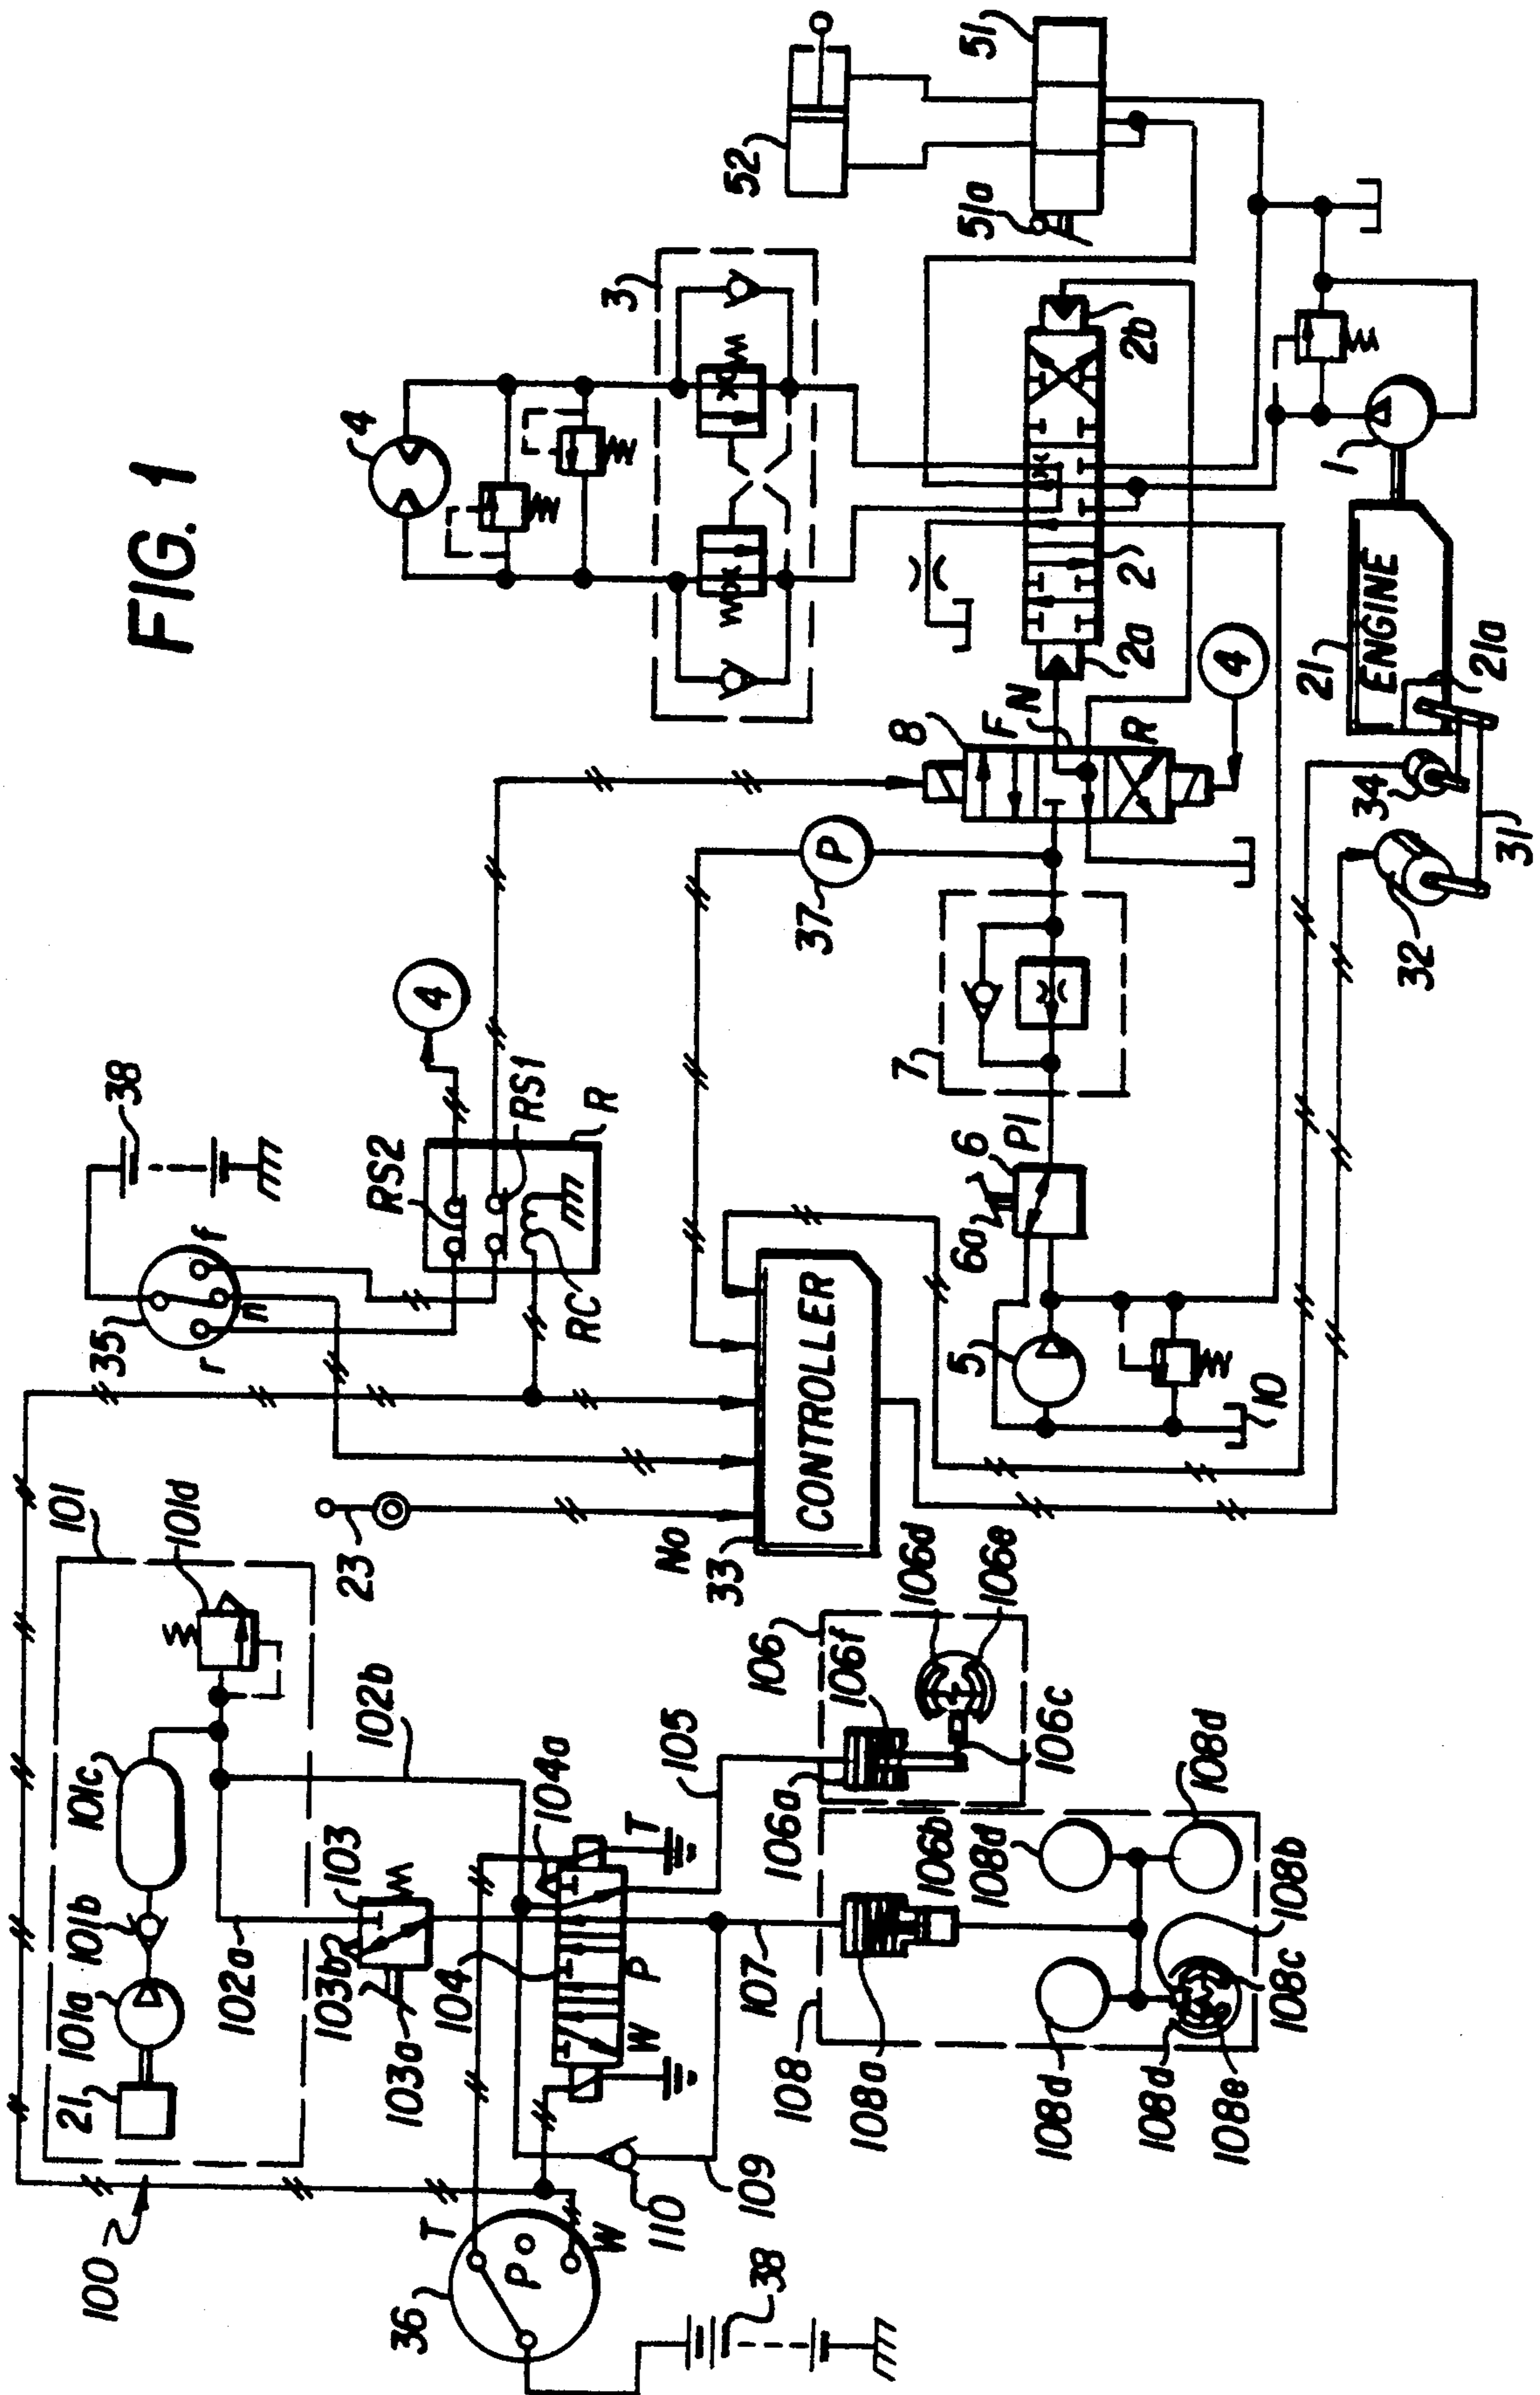 FIG. 1
4
3
52
51
51a
2b
2
2a
8
F
N
R
4
1
21
ENGINE
21a
34
31
32
37
P
7
P1
6
6a
5
10
4
38
RS2
RS1
R
RC
35
f
n
r
23
No
33
CONTROLLER
101
101d
101c
101b
101a
21
100
102a
102b
103
103b
103a
104
104a
T
P
W
105
106
106a
106b
106c
106d
106e
106f
107
108
108a
108b
108c
108d
108d
108d
108d
108e
109
110
36
T
P
W
38